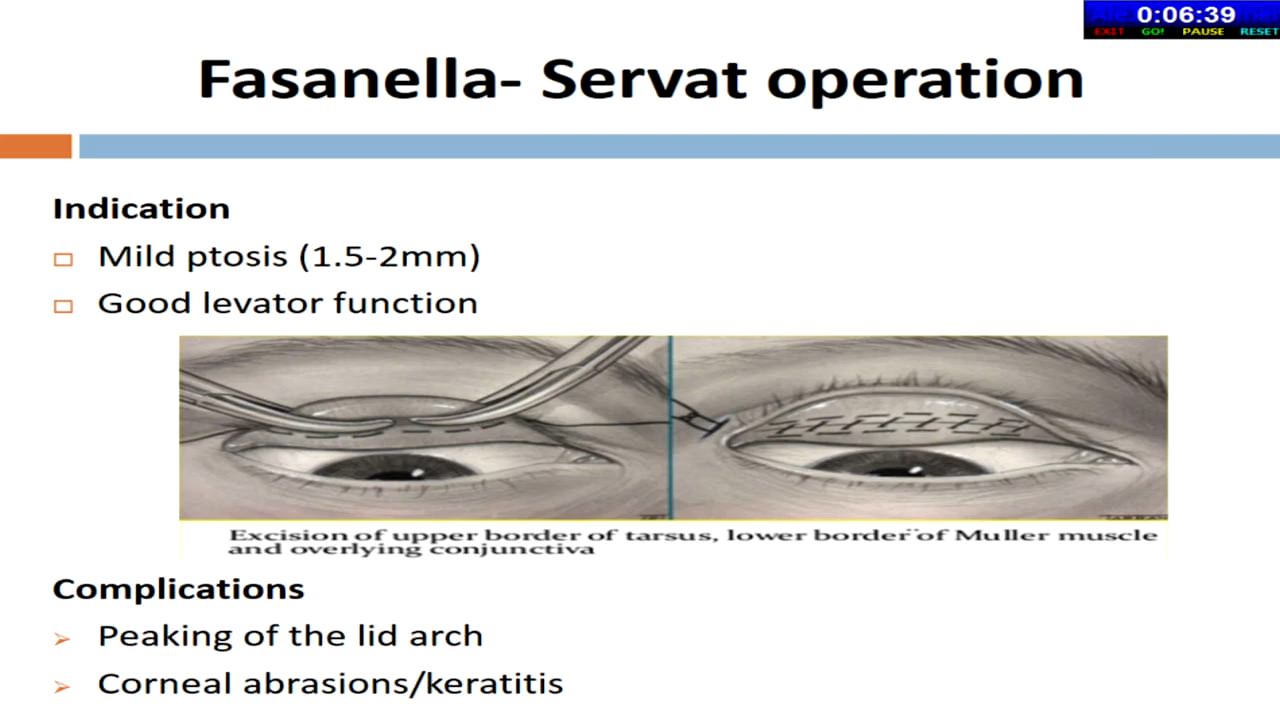 0:06:39
EXIT GO! PAUSE RESET
Fasanella- Servat operation
Indication
Mild ptosis (1.5-2mm)
Good levator function
Excision of upper border of tarsus, lower border of Muller muscle
and overlying conjunctiva
Complications
Peaking of the lid arch
Corneal abrasions/keratitis